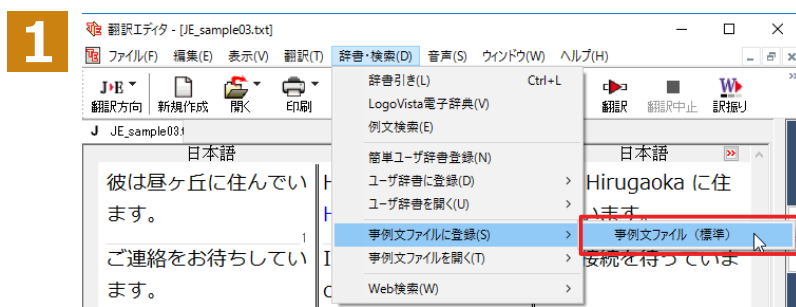 1
翻訳エディタ - [JE_sample03.txt]
ファイル(F) 編集(E) 表示(V) 翻訳(T) 辞書・検索(D) 音声(S) ウィンドウ(W) ヘルプ(H)
J▸E
翻訳方向 新規作成 開く 印刷 翻訳 翻訳中止 訳振り
J JE_sample03.t
辞書引き(L) Ctrl+L
LogoVista電子辞典(V)
例文検索(E)
簡単ユーザ辞書登録(N)
ユーザ辞書に登録(D)
ユーザ辞書を開く(U)
事例文ファイルに登録(S)
事例文ファイルを開く(T)
Web検索(W)
事例文ファイル（標準）
日本語
彼は昼ヶ丘に住んでい
ます。
1
ご連絡をお待ちしてい
ます。
日本語
Hirugaoka に住
います。
接続を待っていま